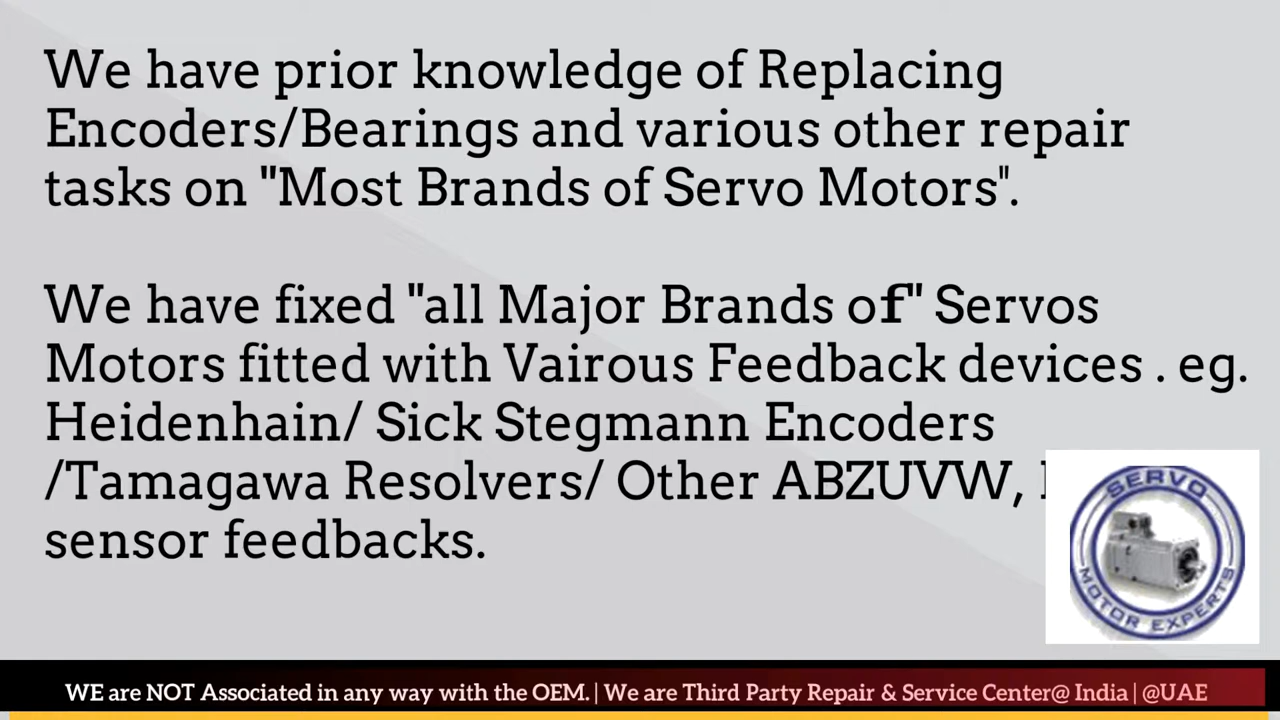 We have prior knowledge of Replacing
Encoders/Bearings and various other repair
tasks on "Most Brands of Servo Motors".
We have fixed "all Major Brands of" Servos
Motors fitted with Vairous Feedback devices . eg.
Heidenhain/ Sick Stegmann Encoders
/Tamagawa Resolvers/ Other ABZUVW,
sensor feedbacks.
SERVO
MOTOR EXPERTS
WE are NOT Associated in any way with the OEM. | We are Third Party Repair & Service Center@ India | @UAE